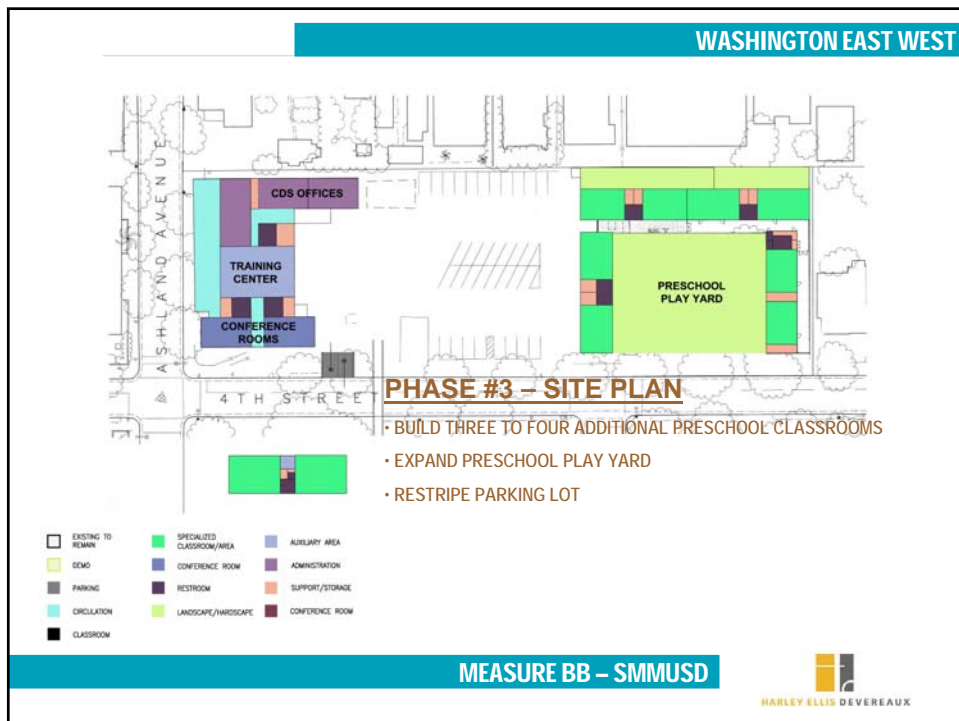 WASHINGTON EAST WEST
ASHLAND AVENUE
CDS OFFICES
TRAINING
CENTER
CONFERENCE
ROOMS
PRESCHOOL
PLAY YARD
4TH STREET
PHASE #3 – SITE PLAN
· BUILD THREE TO FOUR ADDITIONAL PRESCHOOL CLASSROOMS
· EXPAND PRESCHOOL PLAY YARD
· RESTRIPE PARKING LOT
EXISTING TO
REMAIN
DEMO
PARKING
CIRCULATION
CLASSROOM
SPECIALIZED
CLASSROOM/AREA
CONFERENCE ROOM
RESTROOM
LANDSCAPE/HARDSCAPE
AUXILIARY AREA
ADMINISTRATION
SUPPORT/STORAGE
CONFERENCE ROOM
MEASURE BB – SMMUSD
HARLEY ELLIS DEVEREAUX